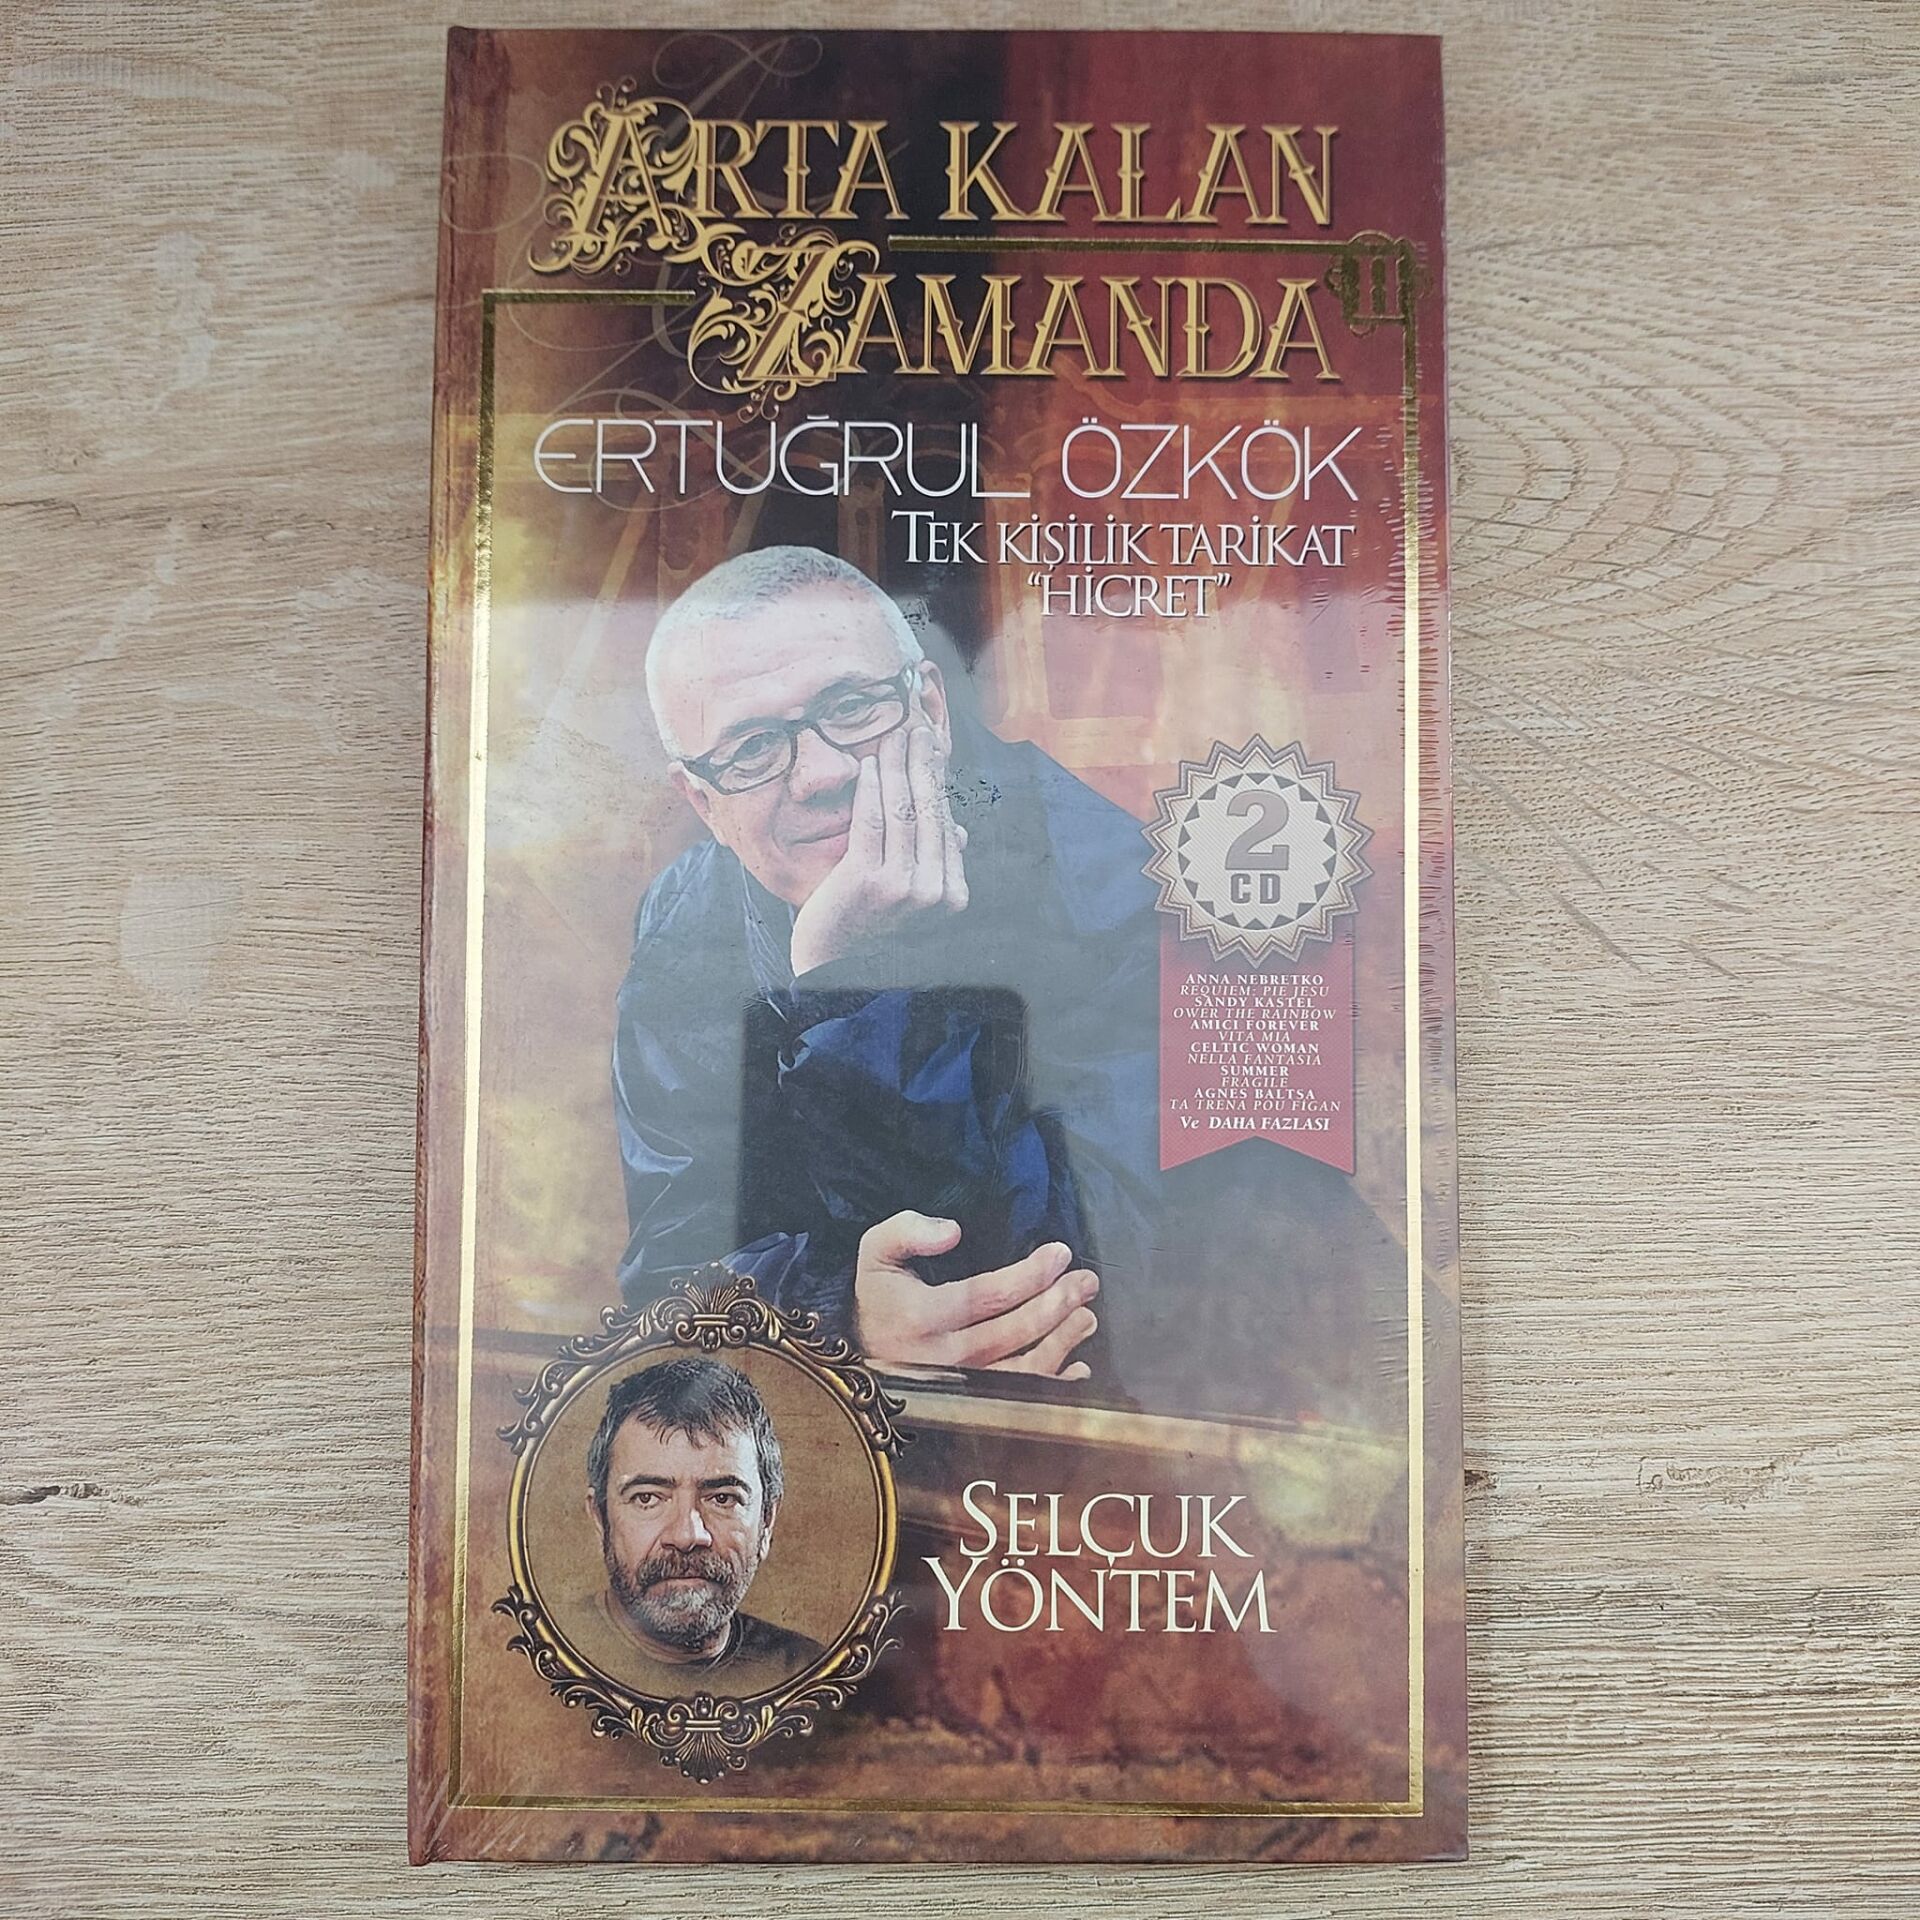 ARTA KALAN
ZAMANDA II
ERTUĞRUL ÖZKÖK
TEK KİŞİLİK TARİKAT
"HİCRET"
2
CD
ANNA NEBRETKO
REQUIEM: PIE JESU
SANDY KASTEL
OWER THE RAINBOW
AMICI FOREVER
VITA MIA
CELTIC WOMAN
NELLA FANTASIA
SUMMER
FRAGILE
AGNES BALTSA
TA TRENA POU FIGAN
Ve DAHA FAZLASI
SELÇUK
YÖNTEM